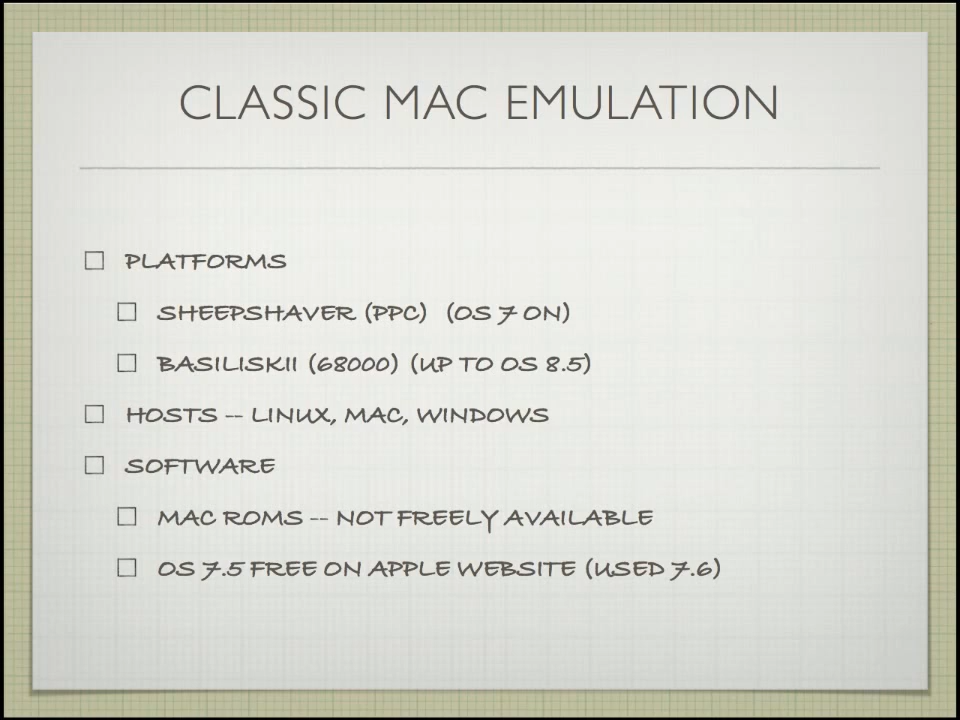 CLASSIC MAC EMULATION
PLATFORMS
SHEEPSHAVER (PPC) (OS 7 ON)
BASILISKII (68000) (UP TO OS 8.5)
HOSTS -- LINUX, MAC, WINDOWS
SOFTWARE
MAC ROMS -- NOT FREELY AVAILABLE
OS 7.5 FREE ON APPLE WEBSITE (USED 7.6)